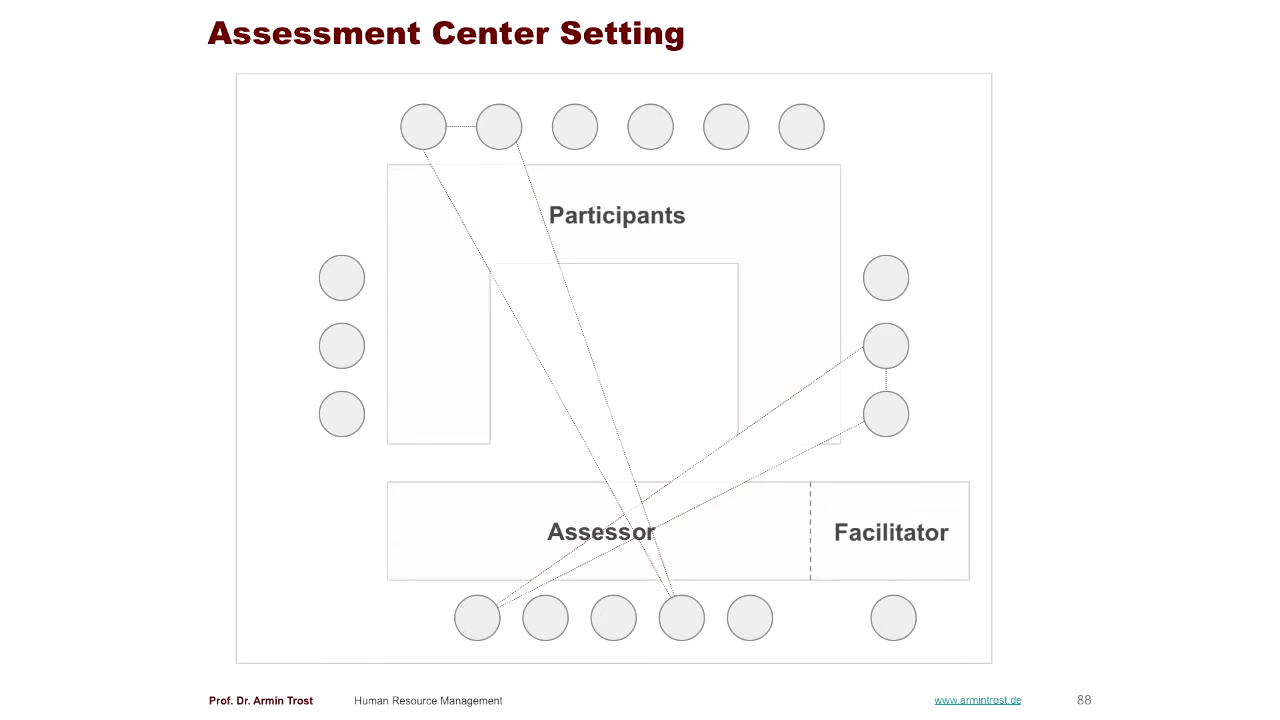 Assessment Center Setting
Participants
Assessor
Facilitator
Prof. Dr. Armin Trost Human Resource Management www.armintrost.de 88